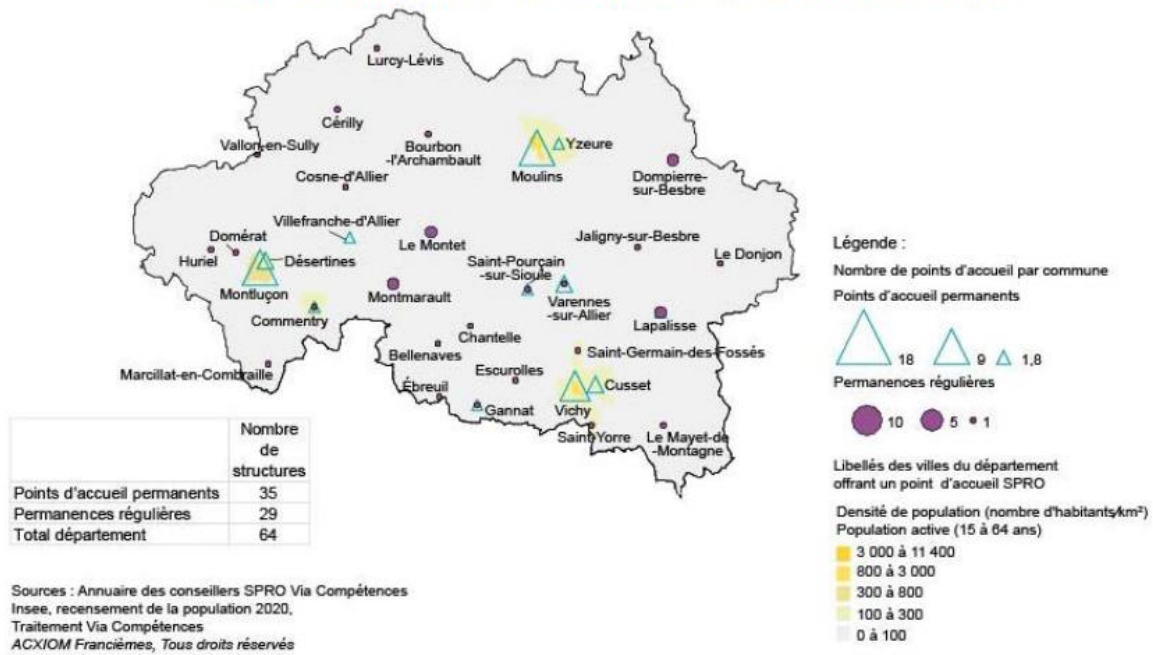 Lurcy-Lévis
Cérilly
Vallon-en-Sully
Bourbon
-l'Archambault
Yzeure
Moulins
Dompierre-
sur-Besbre
Cosne-d'Allier
Villefranche-d'Allier
Domérat
Huriel
Désertines
Le Montet
Jaligny-sur-Besbre
Saint-Pourçain
-sur-Sioule
Le Donjon
Montluçon
Montmarault
Varennes
-sur-Allier
Commentry
Lapalisse
Chantelle
Bellenaves
Saint-Germain-des-Fossés
Marcillat-en-Combraille
Escurolles
Ébreuil
Cusset
Gannat
Vichy
Saint-Yorre
Le Mayet-de
-Montagne
Légende :
Nombre de points d'accueil par commune
Points d'accueil permanents
18 9 1,8
Permanences régulières
10 5 1
Libellés des villes du département
offrant un point d'accueil SPRO
Densité de population (nombre d'habitants/km²)
Population active (15 à 64 ans)
3 000 à 11 400
800 à 3 000
300 à 800
100 à 300
0 à 100
Nombre
de
structures
Points d'accueil permanents 35
Permanences régulières 29
Total département 64
Sources : Annuaire des conseillers SPRO Via Compétences
Insee, recensement de la population 2020,
Traitement Via Compétences
ACXIOM Francièmes, Tous droits réservés